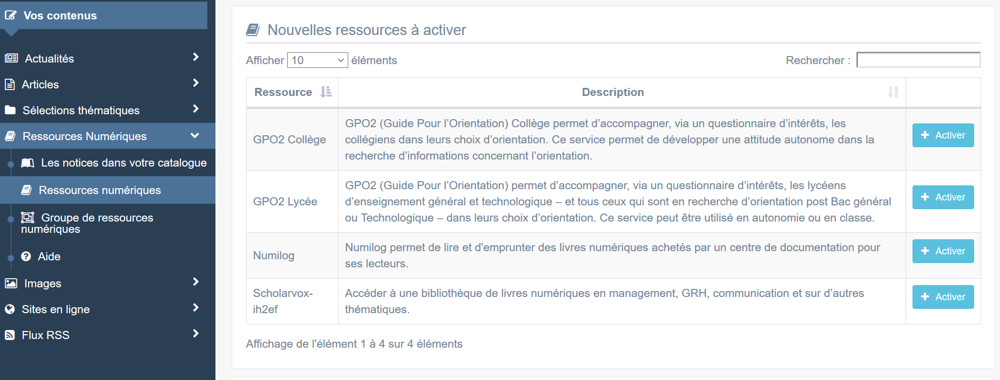 Vos contenus
Actualités
Articles
Sélections thématiques
Ressources Numériques
Les notices dans votre catalogue
Ressources numériques
Groupe de ressources
numériques
Aide
Images
Sites en ligne
Flux RSS
Nouvelles ressources à activer
Afficher 10 éléments
Rechercher :
Ressource
Description
GPO2 Collège
GPO2 (Guide Pour l’Orientation) Collège permet d’accompagner, via un questionnaire d’intérêts, les
collégiens dans leurs choix d’orientation. Ce service permet de développer une attitude autonome dans la
recherche d’informations concernant l’orientation.
Activer
GPO2 Lycée
GPO2 (Guide Pour l’Orientation) permet d’accompagner, via un questionnaire d’intérêts, les lycéens
d’enseignement général et technologique – et tous ceux qui sont en recherche d’orientation post Bac général
ou Technologique – dans leurs choix d’orientation. Ce service peut être utilisé en autonomie ou en classe.
Activer
Numilog
Numilog permet de lire et d'emprunter des livres numériques achetés par un centre de documentation pour
ses lecteurs.
Activer
Scholarvox-
ih2ef
Accéder à une bibliothèque de livres numériques en management, GRH, communication et sur d’autres
thématiques.
Activer
Affichage de l'élément 1 à 4 sur 4 éléments